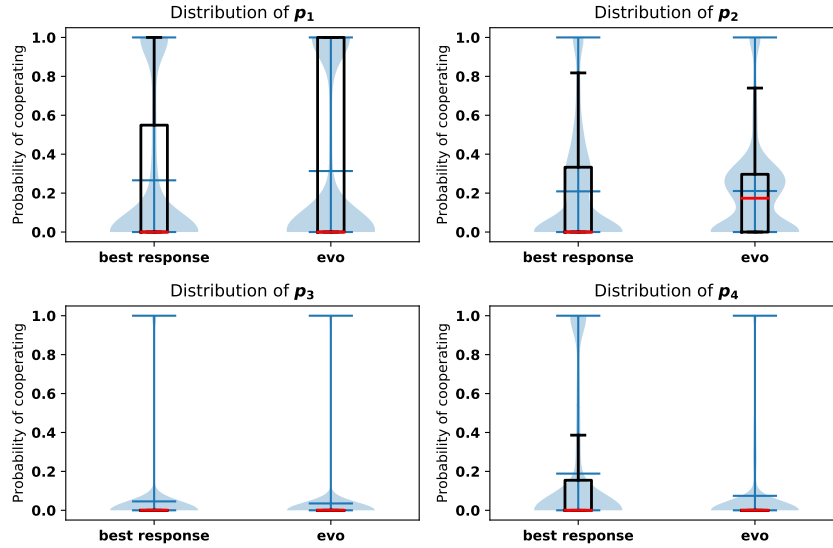 Distribution of p₁
Probability of cooperating
1.0
0.8
0.6
0.4
0.2
0.0
best response evo
Distribution of p₂
Probability of cooperating
1.0
0.8
0.6
0.4
0.2
0.0
best response evo
Distribution of p₃
Probability of cooperating
1.0
0.8
0.6
0.4
0.2
0.0
best response evo
Distribution of p₄
Probability of cooperating
1.0
0.8
0.6
0.4
0.2
0.0
best response evo